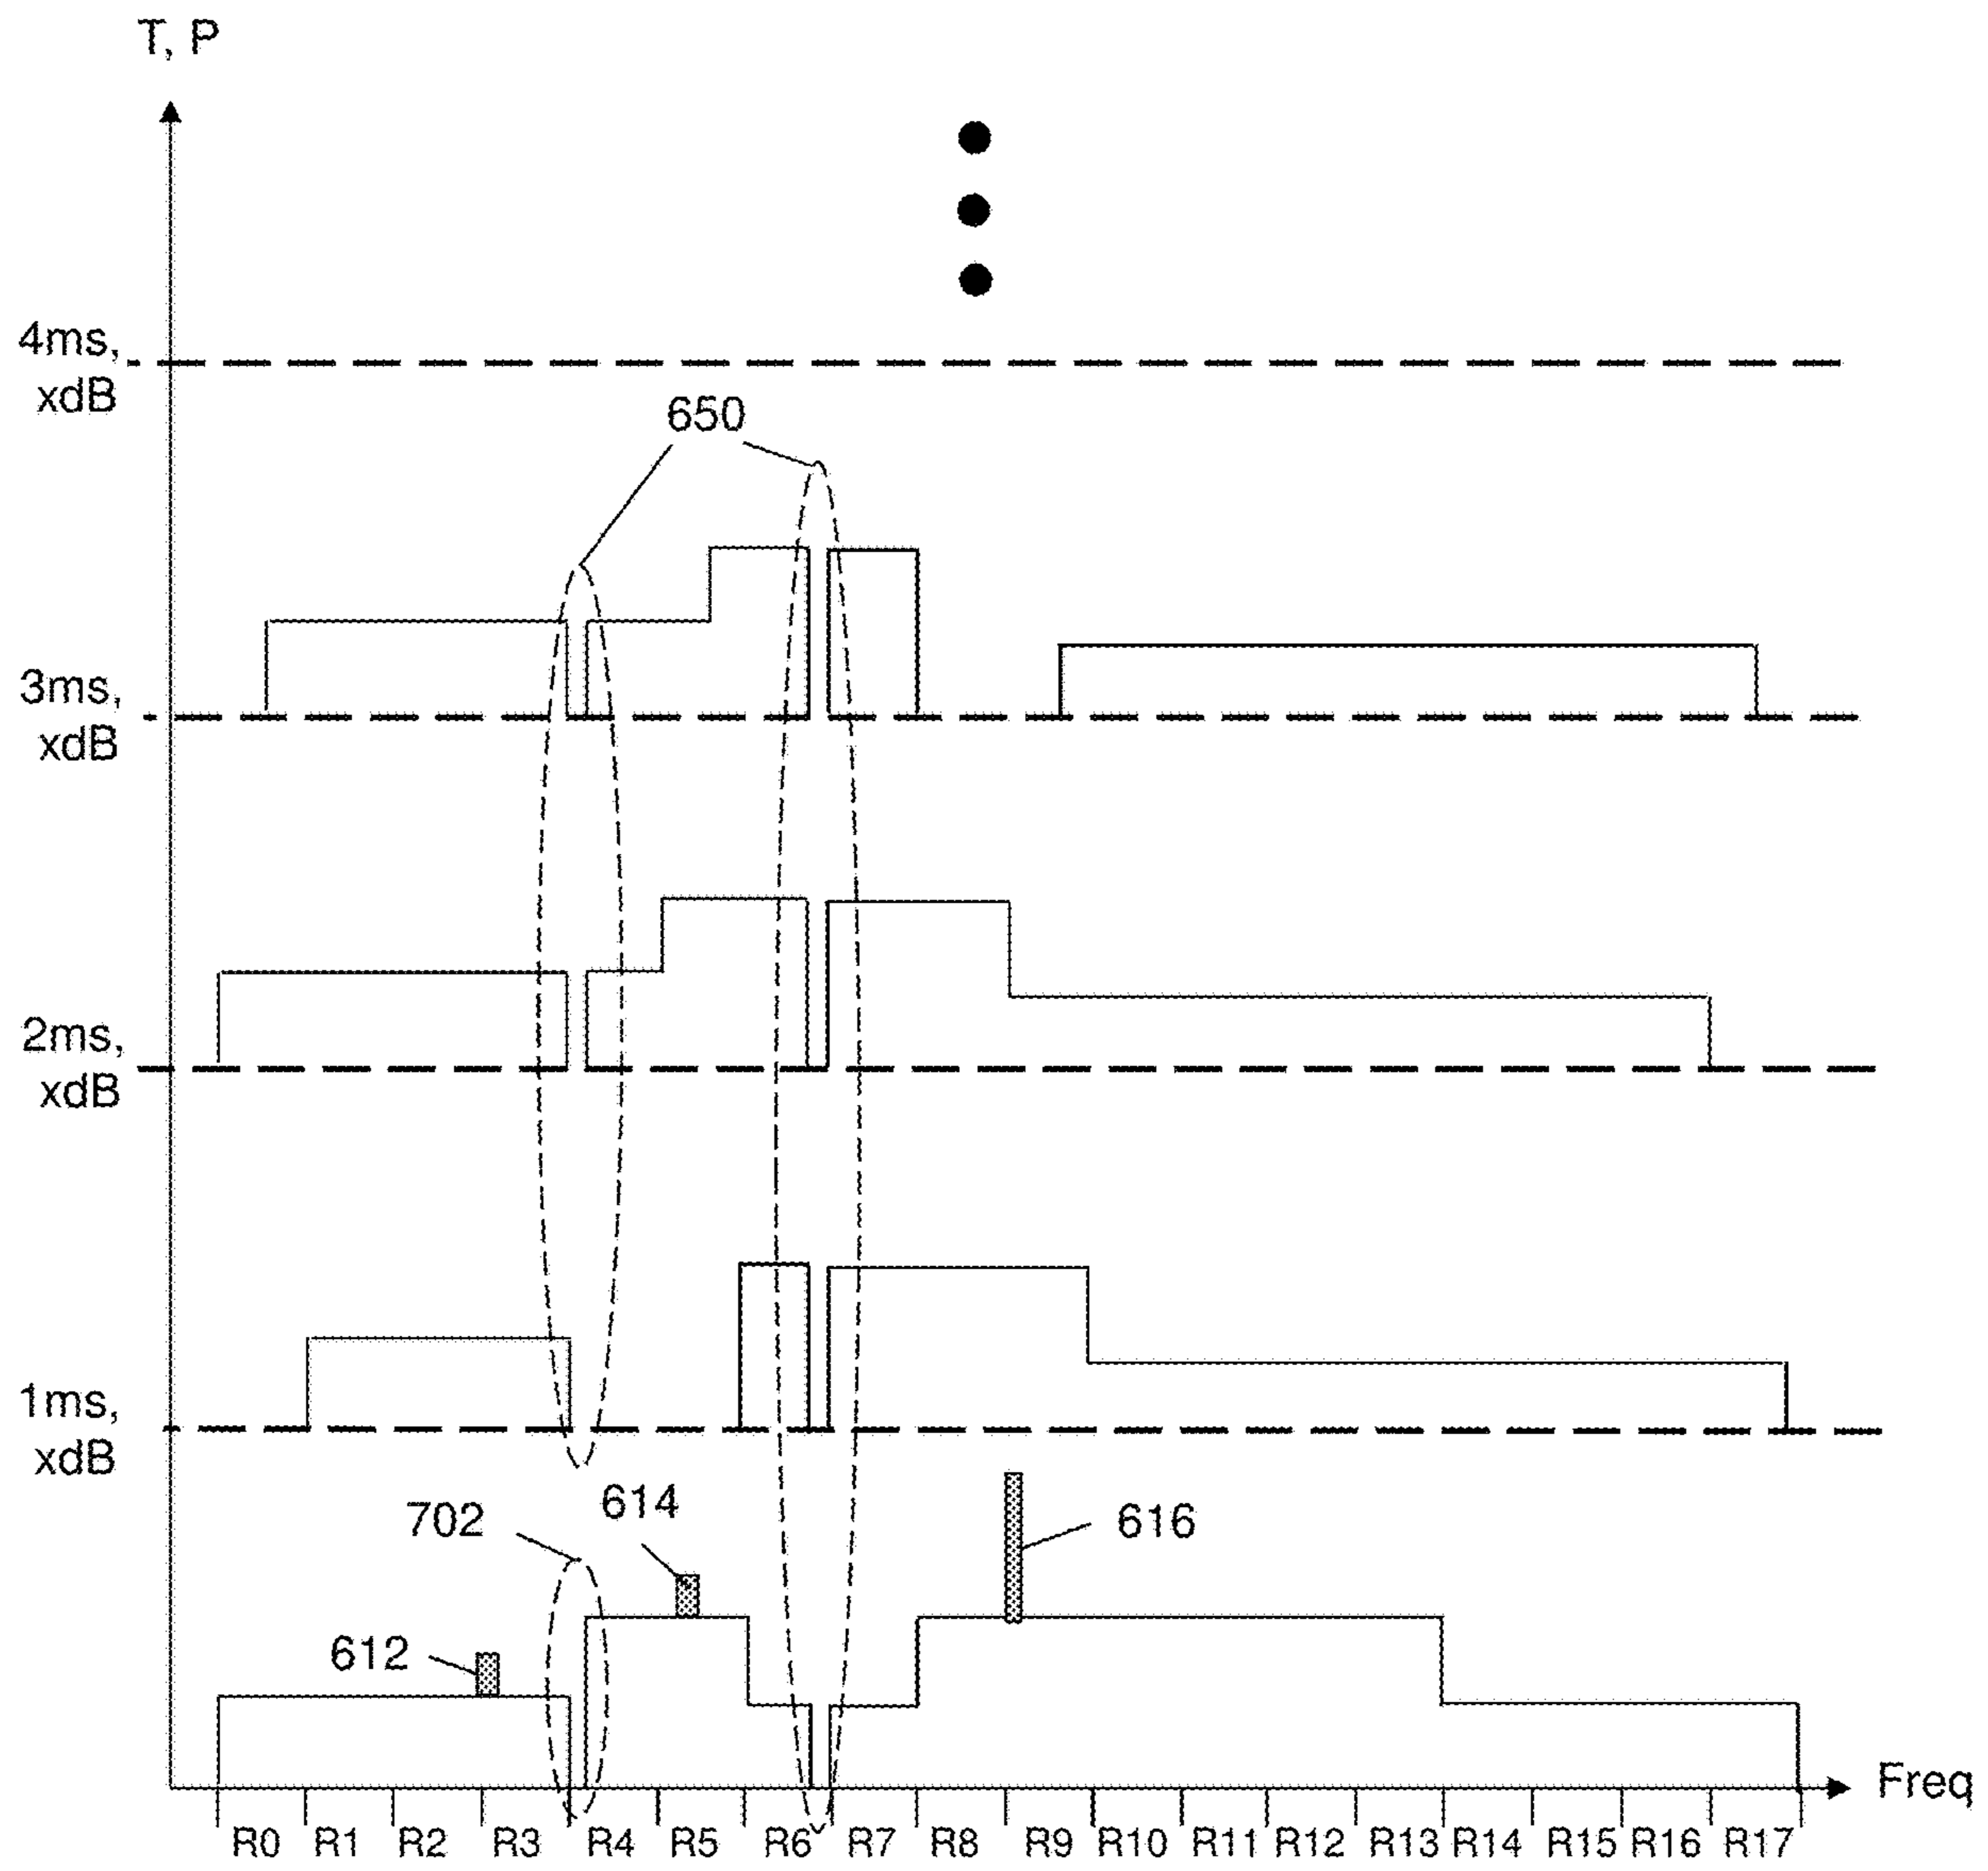 T, P
4ms,
xdB
650
3ms,
xdB
2ms,
xdB
1ms,
xdB
702
614
616
612
Freq
R0 R1 R2 R3 R4 R5 R6 R7 R8 R9 R10 R11 R12 R13 R14 R15 R16 R17